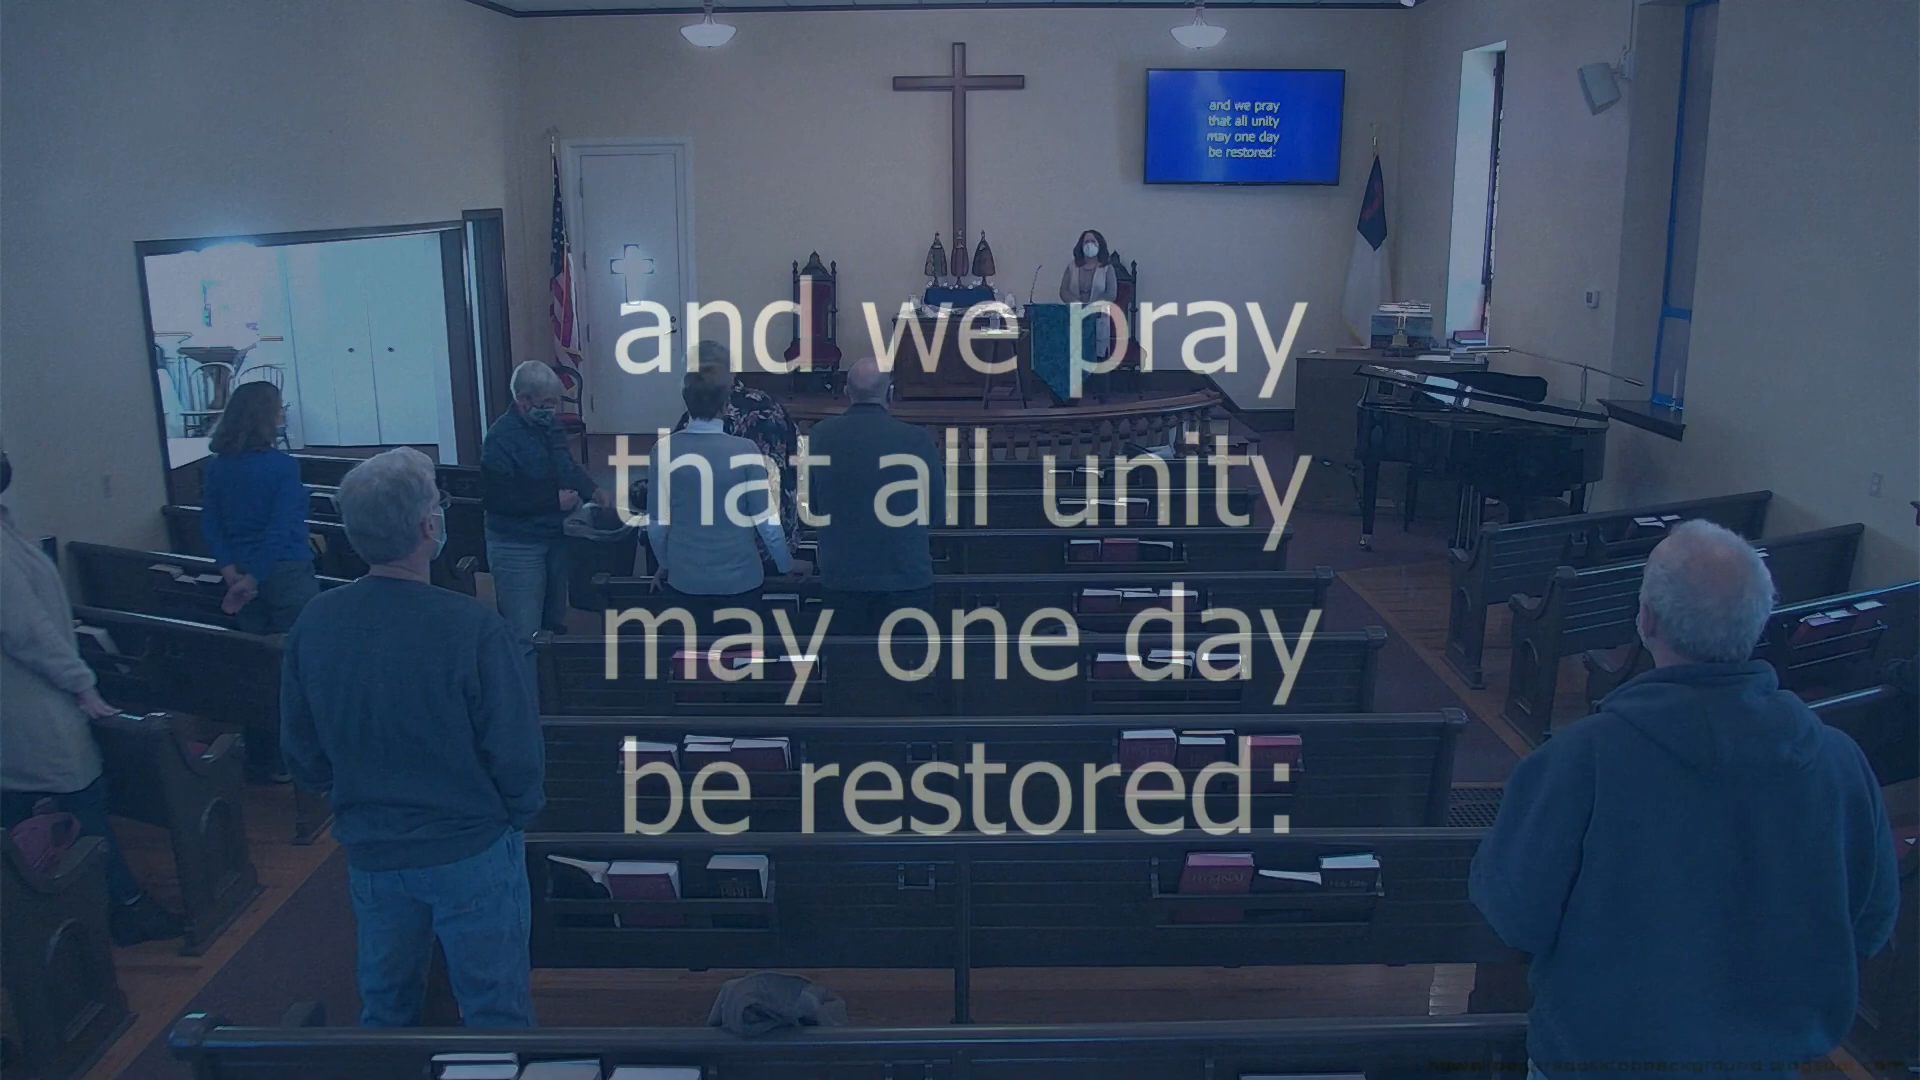 and we pray
that all unity
may one day
be restored:
and we pray
that all unity
may one day
be restored: